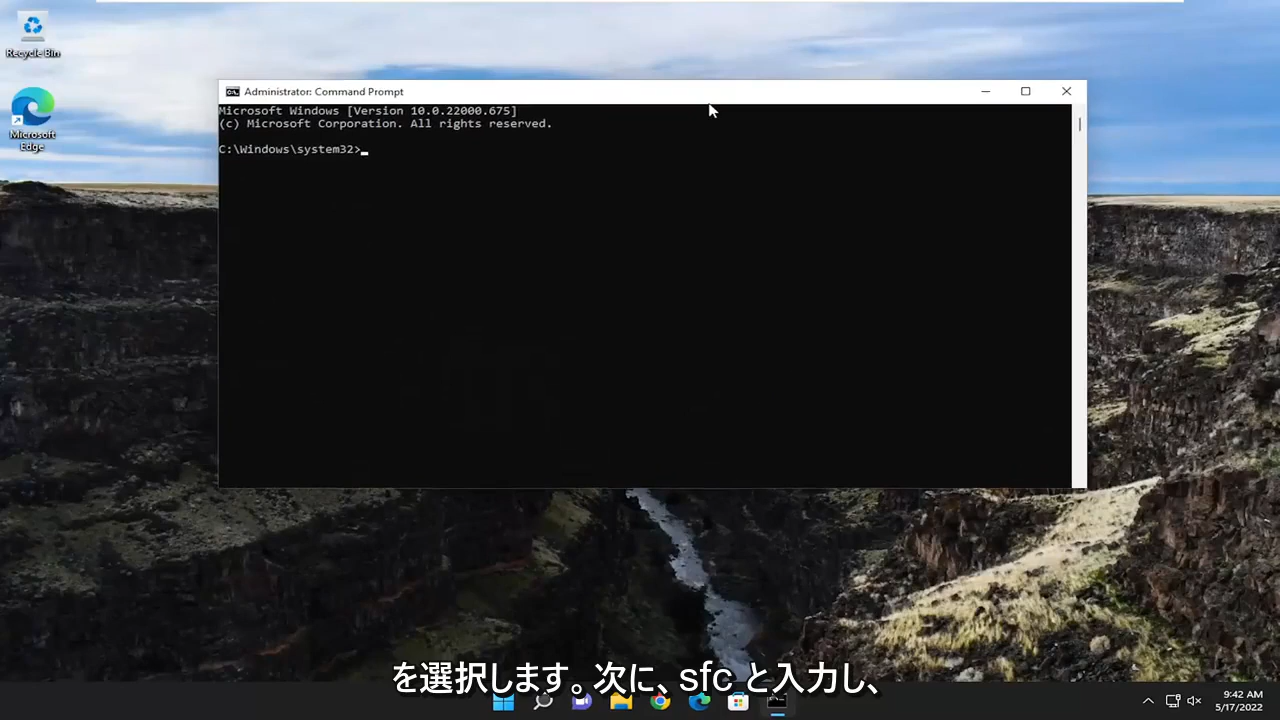 Recycle Bin
Microsoft
Edge
Administrator: Command Prompt
Microsoft Windows [Version 10.0.22000.675]
(c) Microsoft Corporation. All rights reserved.
C:\Windows\system32>
を選択します。次に、sfc と入力し、
9:42 AM
5/17/2022